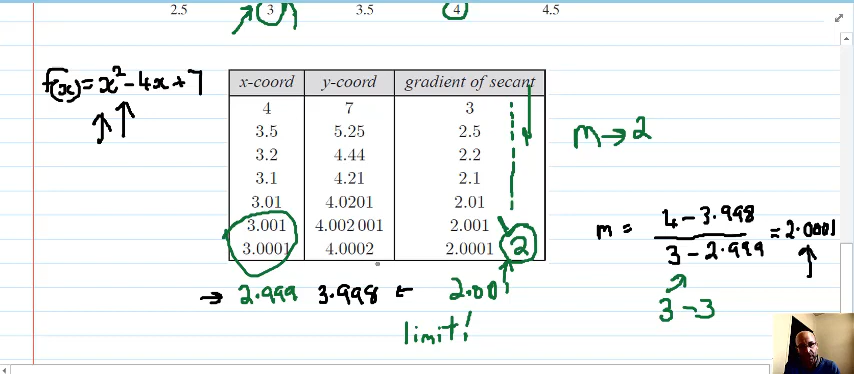 2.5 3 3.5 4 4.5
f(x) = x² - 4x + 7
x-coord y-coord gradient of secant
4 7 3
3.5 5.25 2.5
3.2 4.44 2.2
3.1 4.21 2.1
3.01 4.0201 2.01
3.001 4.002 001 2.001
3.0001 4.0002 2.0001 2
→ 2.999 3.998 ← 2.00
limit!
m → 2
m = 4 - 3.998 / 3 - 2.999 = 2.0001
3 → 3